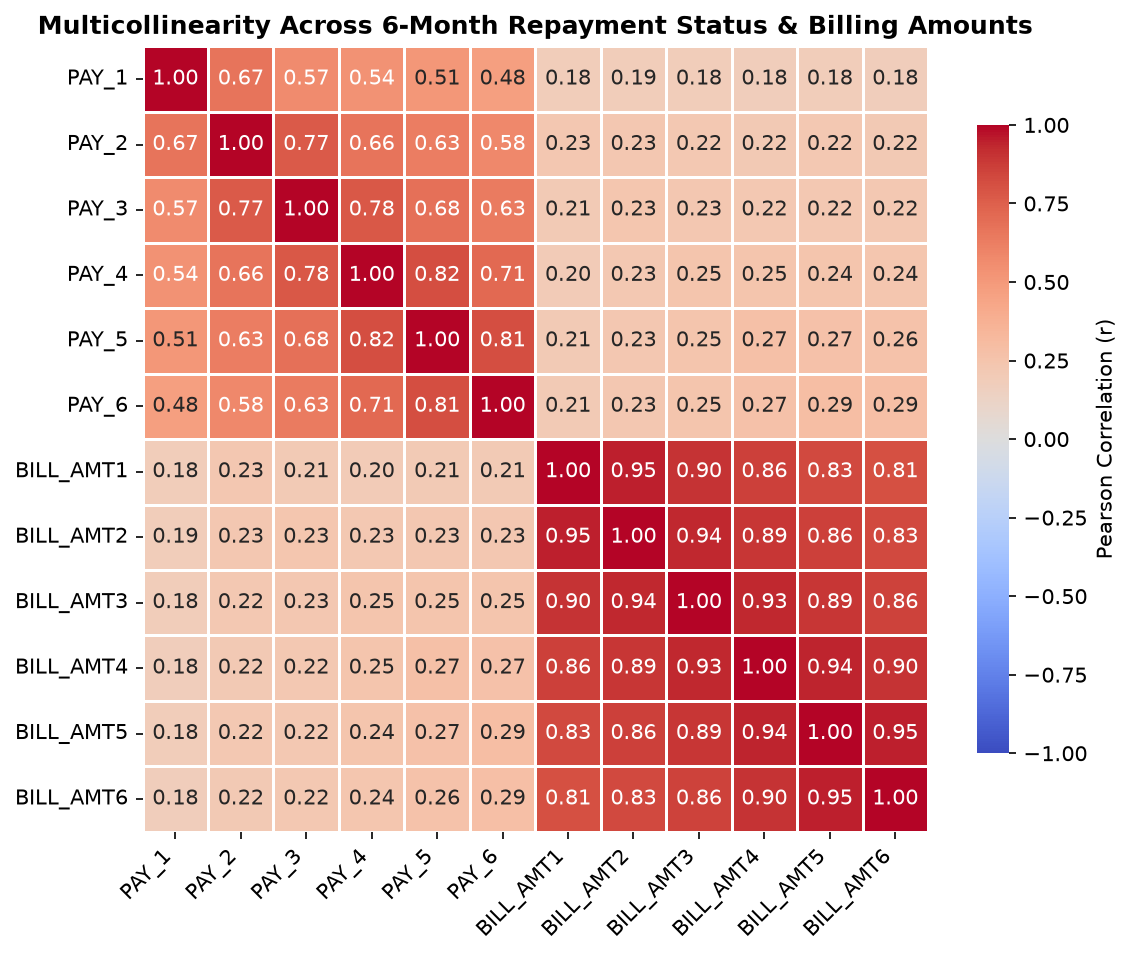 Multicollinearity Across 6-Month Repayment Status & Billing Amounts
PAY_1 1.00 0.67 0.57 0.54 0.51 0.48 0.18 0.19 0.18 0.18 0.18 0.18
PAY_2 0.67 1.00 0.77 0.66 0.63 0.58 0.23 0.23 0.22 0.22 0.22 0.22
PAY_3 0.57 0.77 1.00 0.78 0.68 0.63 0.21 0.23 0.23 0.22 0.22 0.22
PAY_4 0.54 0.66 0.78 1.00 0.82 0.71 0.20 0.23 0.25 0.25 0.24 0.24
PAY_5 0.51 0.63 0.68 0.82 1.00 0.81 0.21 0.23 0.25 0.27 0.27 0.26
PAY_6 0.48 0.58 0.63 0.71 0.81 1.00 0.21 0.23 0.25 0.27 0.29 0.29
BILL_AMT1 0.18 0.23 0.21 0.20 0.21 0.21 1.00 0.95 0.90 0.86 0.83 0.81
BILL_AMT2 0.19 0.23 0.23 0.23 0.23 0.23 0.95 1.00 0.94 0.89 0.86 0.83
BILL_AMT3 0.18 0.22 0.23 0.25 0.25 0.25 0.90 0.94 1.00 0.93 0.89 0.86
BILL_AMT4 0.18 0.22 0.22 0.25 0.27 0.27 0.86 0.89 0.93 1.00 0.94 0.90
BILL_AMT5 0.18 0.22 0.22 0.24 0.27 0.29 0.83 0.86 0.89 0.94 1.00 0.95
BILL_AMT6 0.18 0.22 0.22 0.24 0.26 0.29 0.81 0.83 0.86 0.90 0.95 1.00
PAY_1 PAY_2 PAY_3 PAY_4 PAY_5 PAY_6 BILL_AMT1 BILL_AMT2 BILL_AMT3 BILL_AMT4 BILL_AMT5 BILL_AMT6
1.00
0.75
0.50
0.25
0.00
−0.25
−0.50
−0.75
−1.00
Pearson Correlation (r)